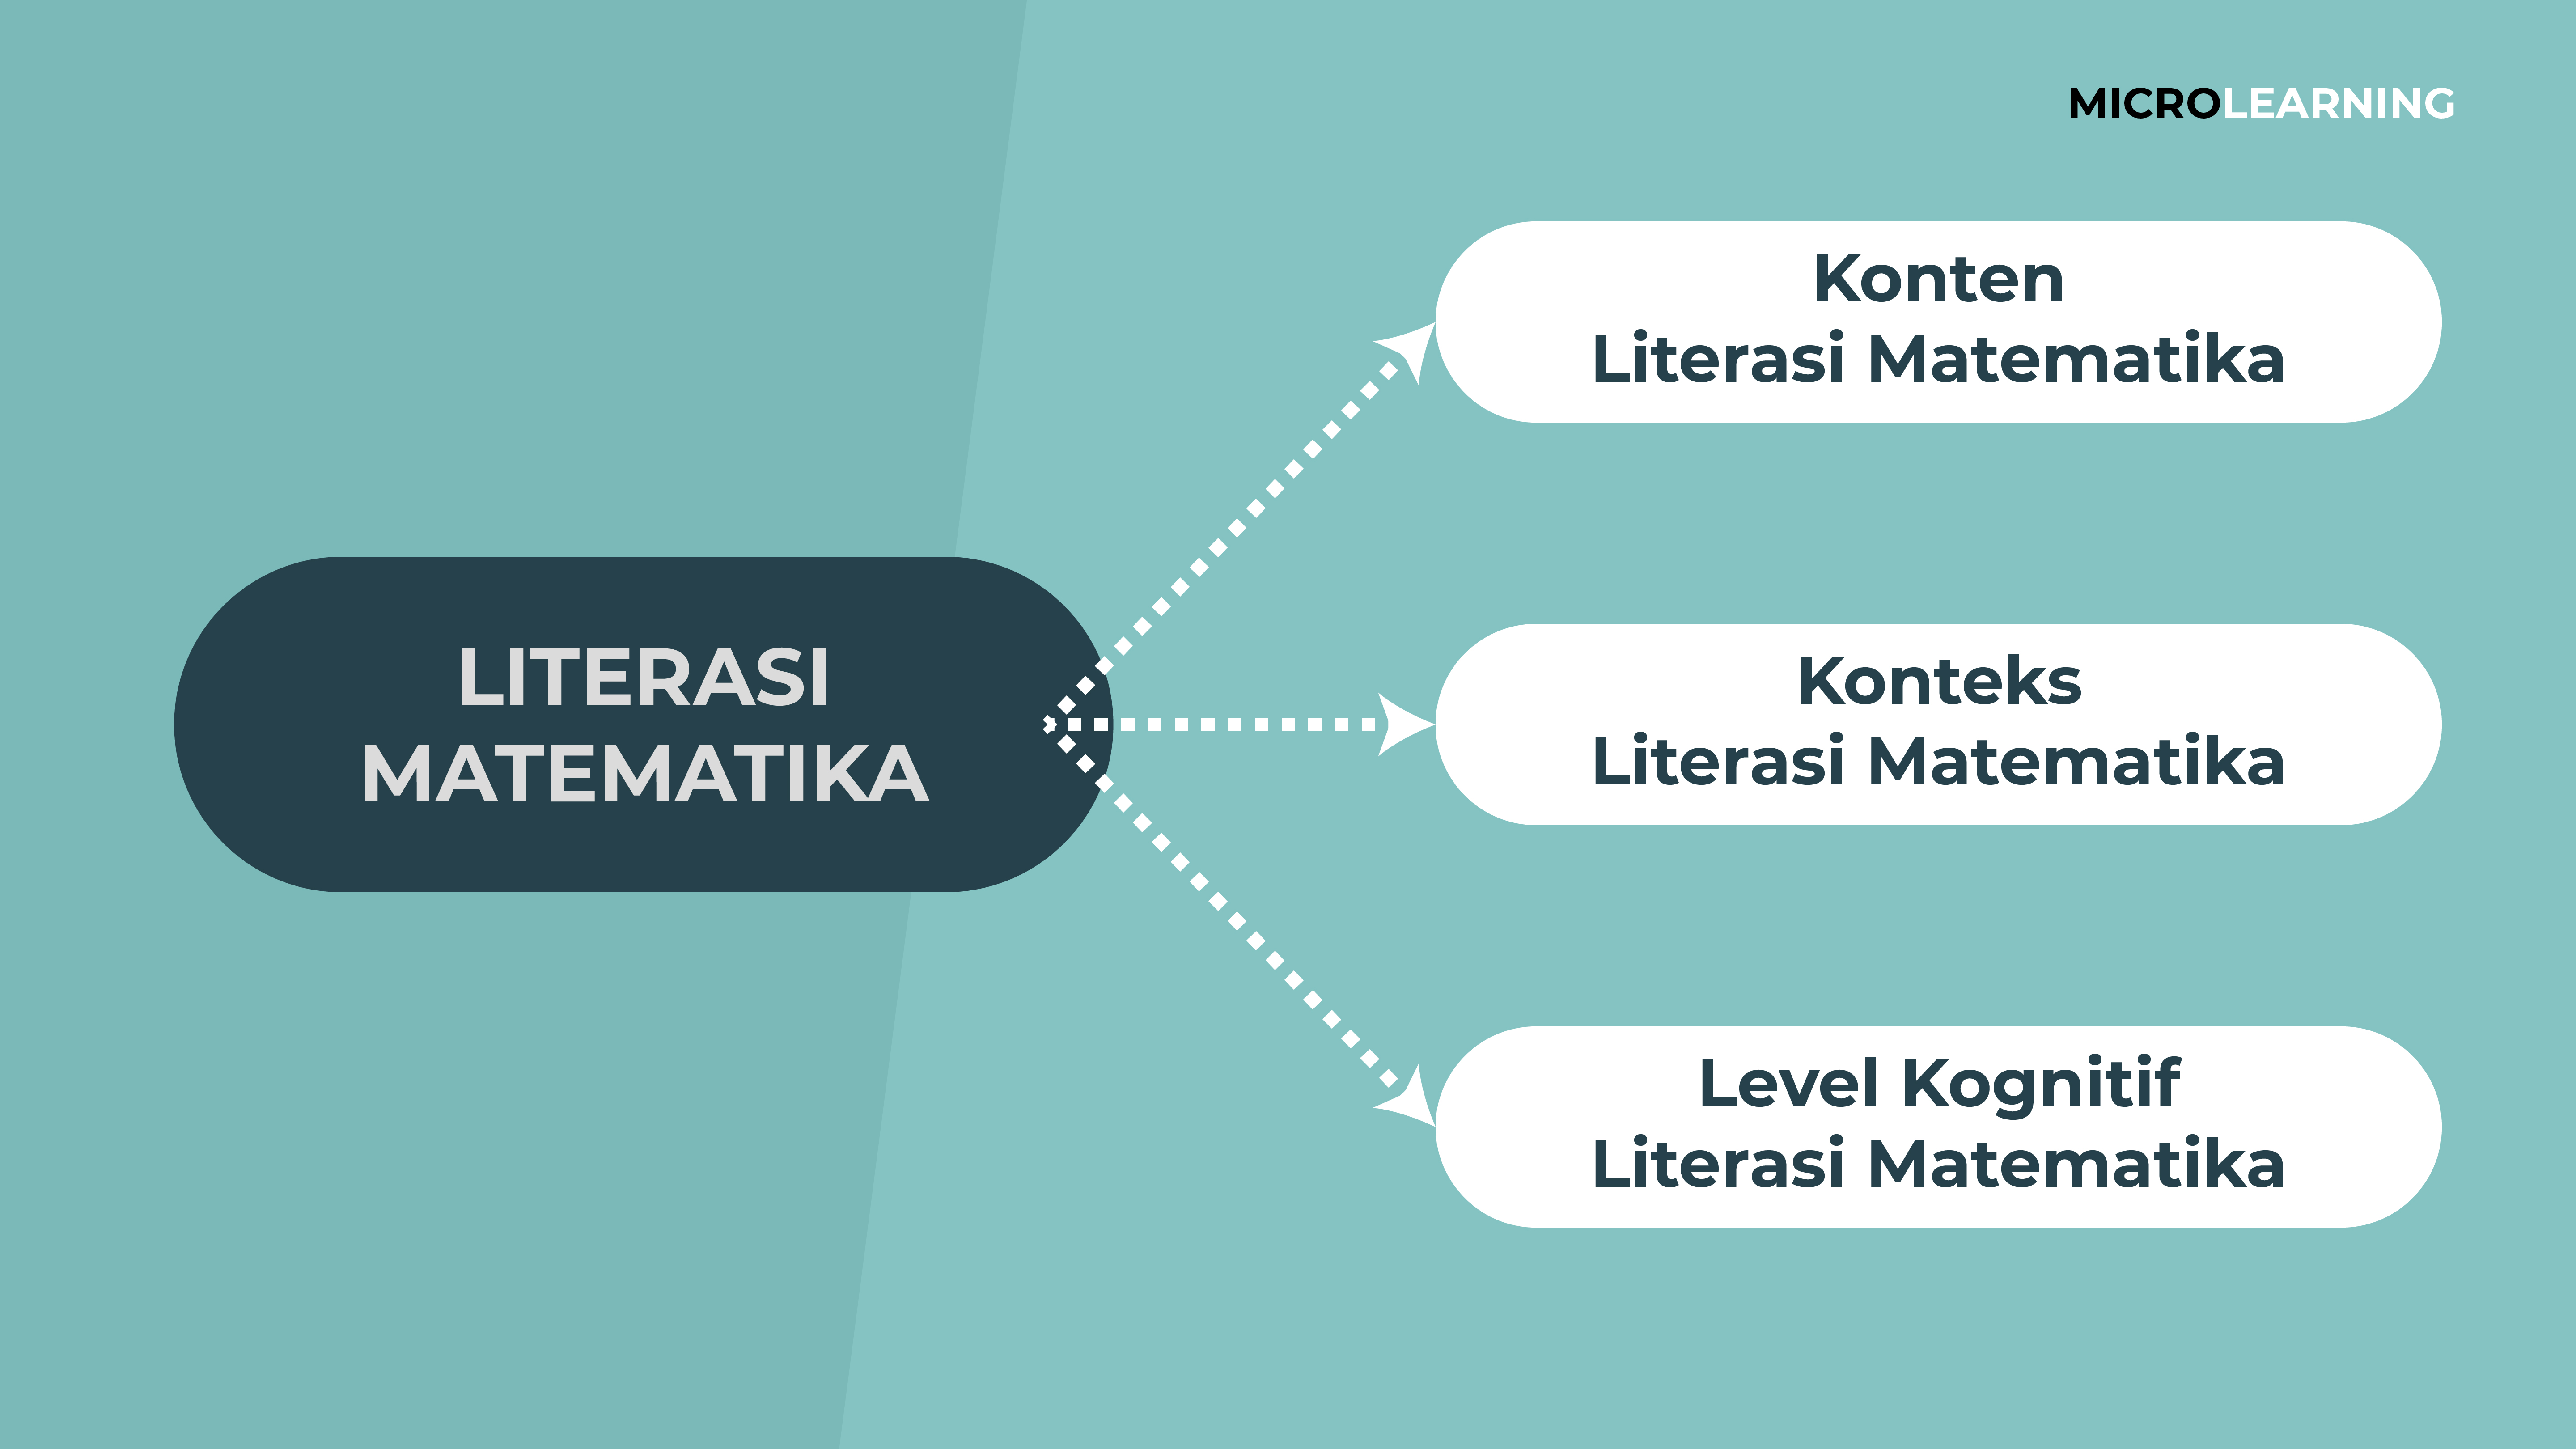 MICROLEARNING
LITERASI
MATEMATIKA
Konten
Literasi Matematika
Konteks
Literasi Matematika
Level Kognitif
Literasi Matematika